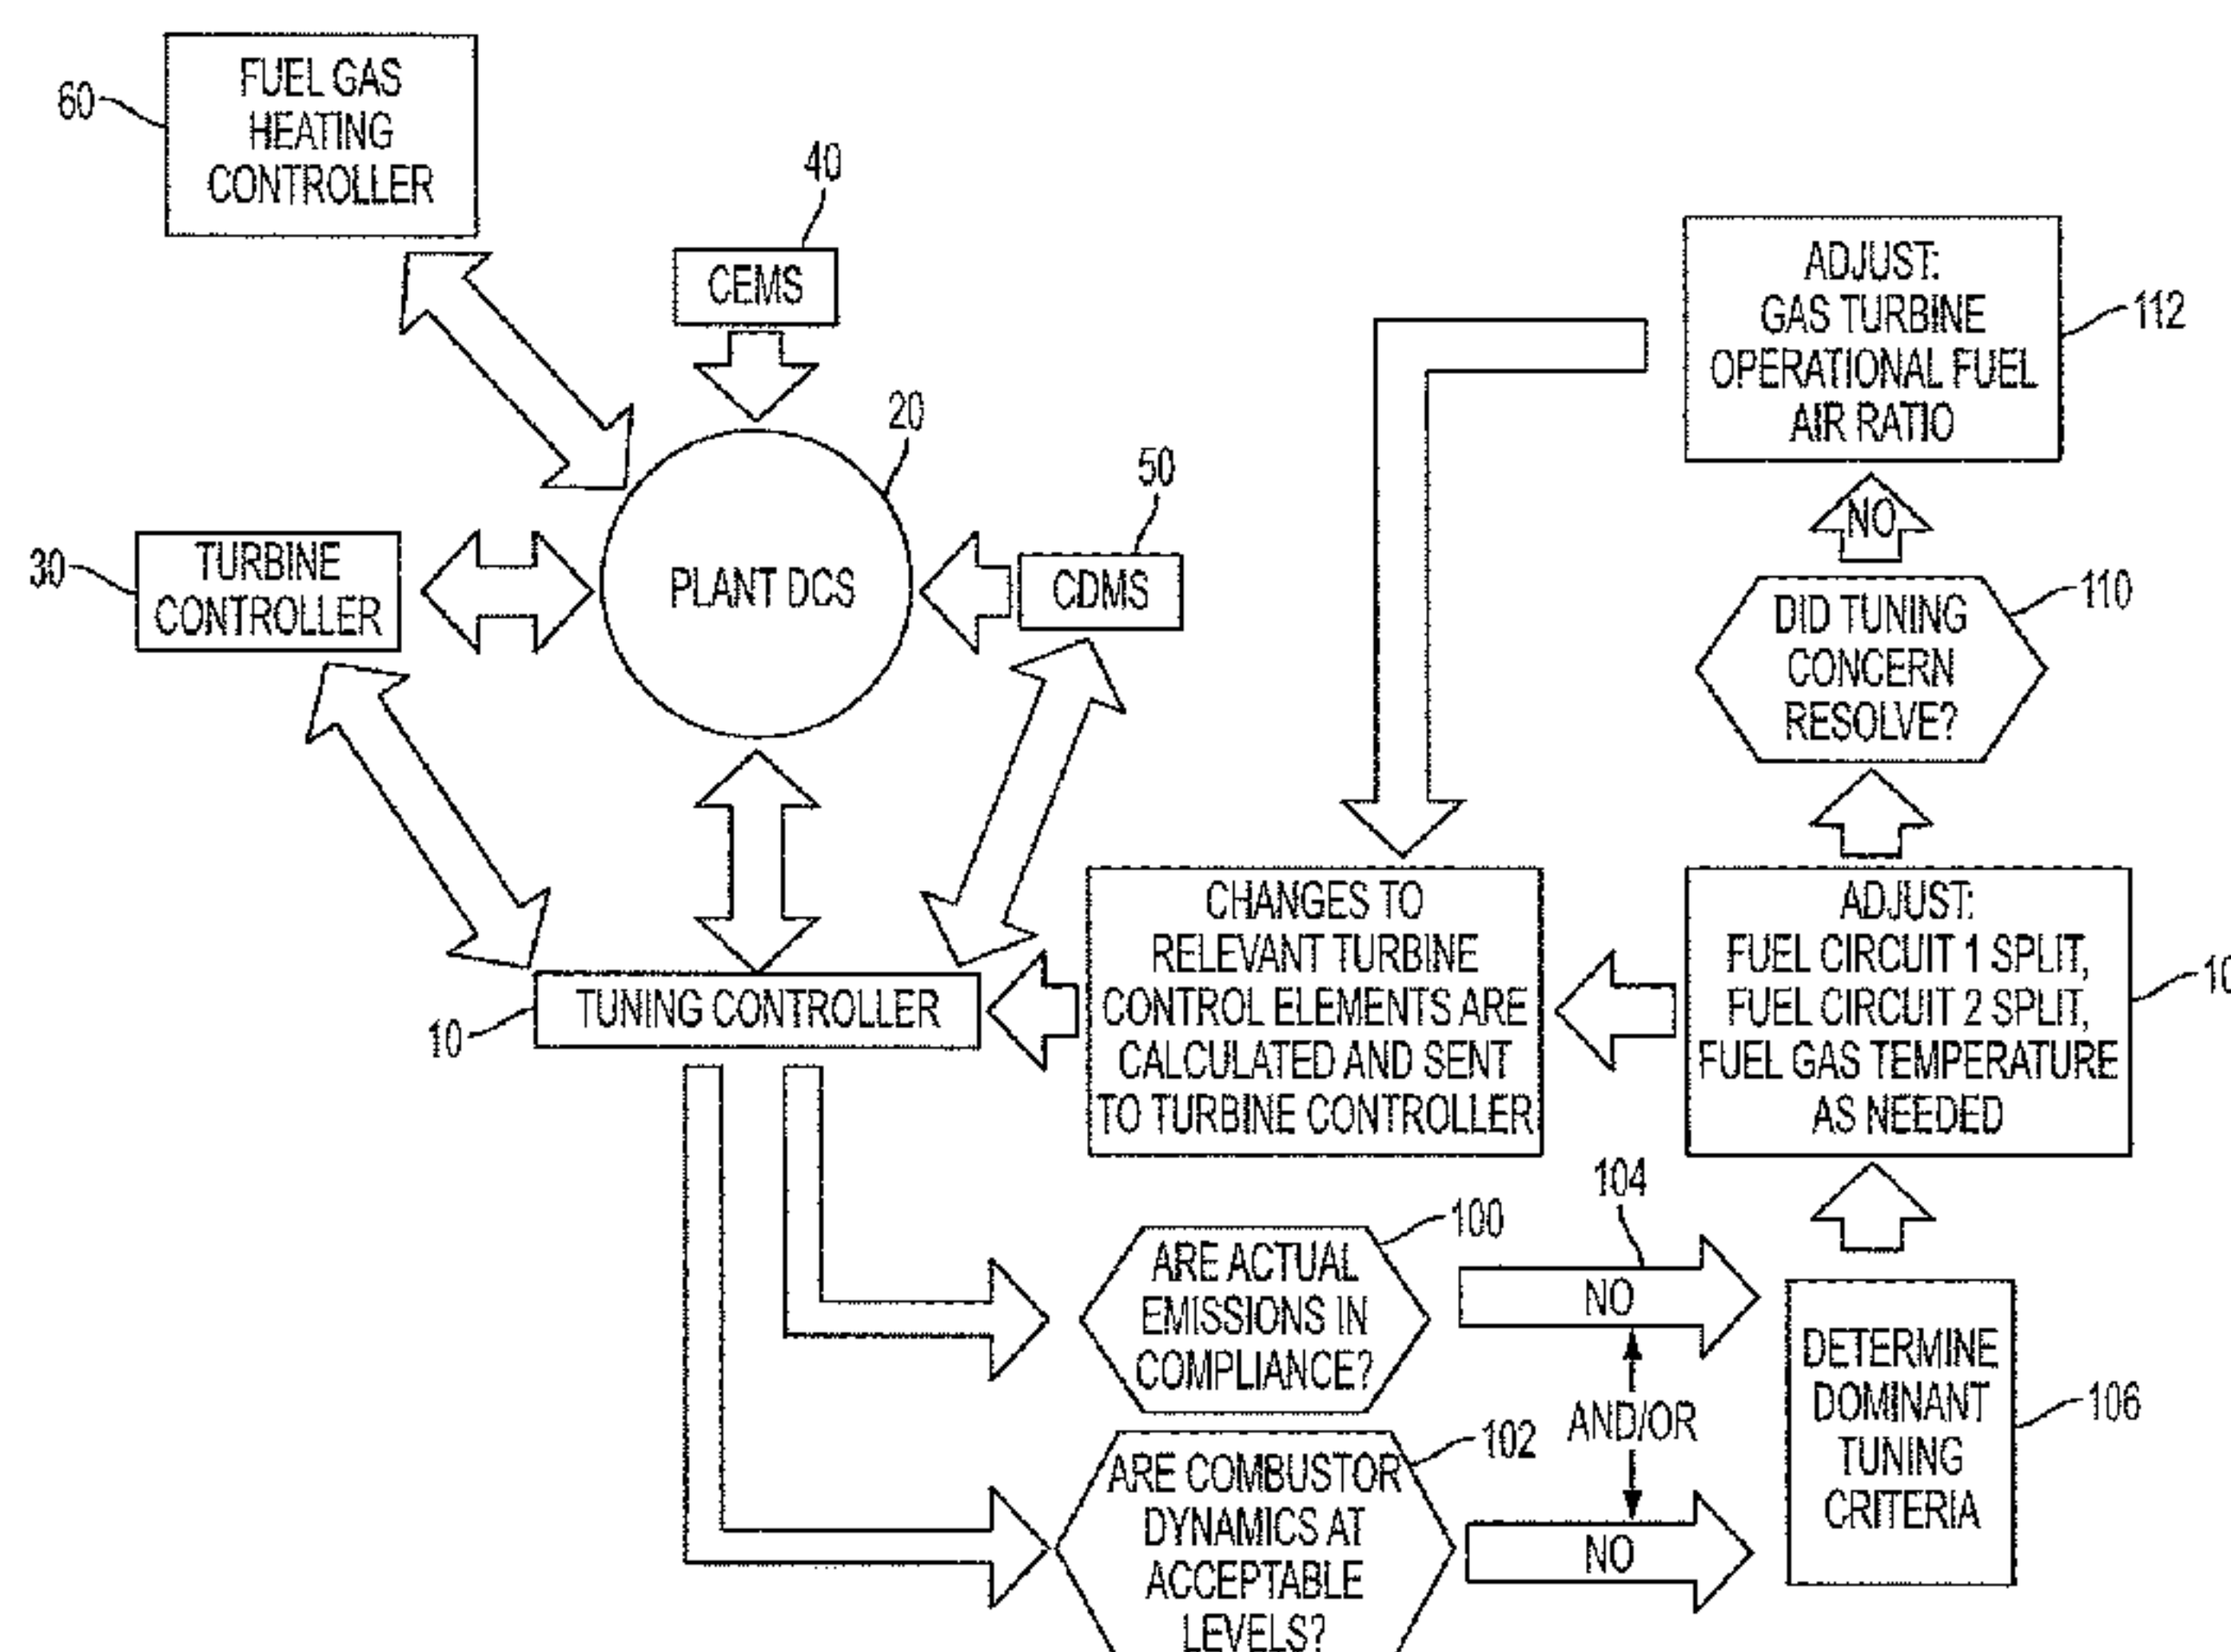 60
FUEL GAS
HEATING
CONTROLLER
40
CEMS
20
PLANT DCS
50
CDMS
30
TURBINE
CONTROLLER
10
TUNING CONTROLLER
ADJUST:
GAS TURBINE
OPERATIONAL FUEL
AIR RATIO
112
NO
DID TUNING
CONCERN
RESOLVE?
110
CHANGES TO
RELEVANT TURBINE
CONTROL ELEMENTS ARE
CALCULATED AND SENT
TO TURBINE CONTROLLER
ADJUST:
FUEL CIRCUIT 1 SPLIT,
FUEL CIRCUIT 2 SPLIT,
FUEL GAS TEMPERATURE
AS NEEDED
100
ARE ACTUAL
EMISSIONS IN
COMPLIANCE?
104
NO
AND/OR
102
ARE COMBUSTOR
DYNAMICS AT
ACCEPTABLE
LEVELS?
NO
DETERMINE
DOMINANT
TUNING
CRITERIA
106